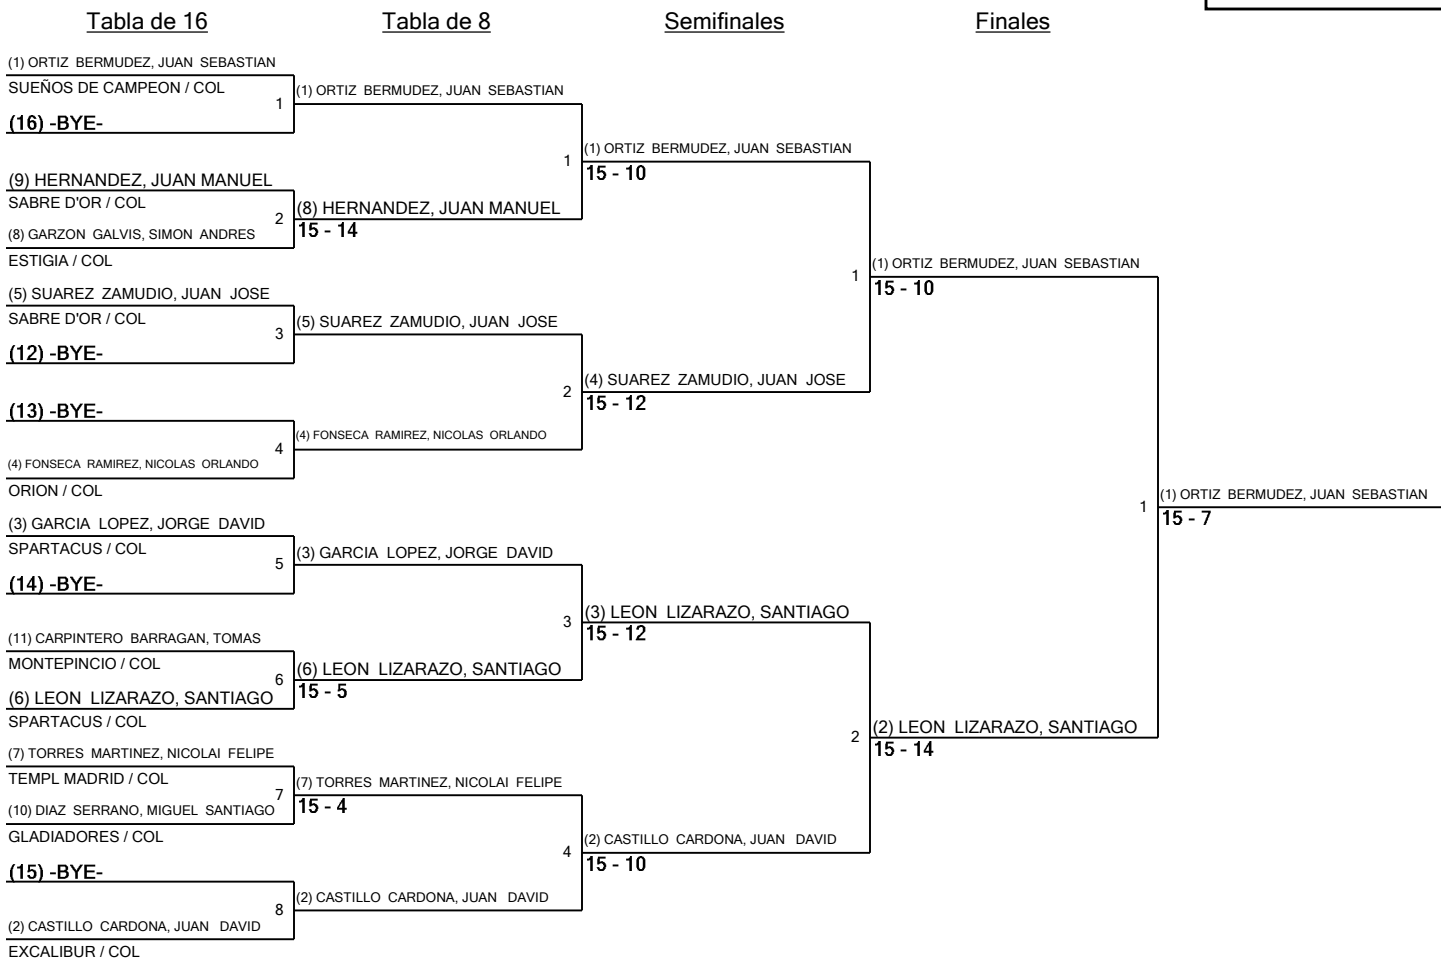 Tabla de 16
Tabla de 8
Semifinales
Finales
(1) ORTIZ BERMUDEZ, JUAN SEBASTIAN
SUEÑOS DE CAMPEON / COL
1
(16) -BYE-
(9) HERNANDEZ, JUAN MANUEL
SABRE D'OR / COL
2
(8) GARZON GALVIS, SIMON ANDRES
ESTIGIA / COL
(5) SUAREZ ZAMUDIO, JUAN JOSE
SABRE D'OR / COL
3
(12) -BYE-
(13) -BYE-
4
(4) FONSECA RAMIREZ, NICOLAS ORLANDO
ORION / COL
(3) GARCIA LOPEZ, JORGE DAVID
SPARTACUS / COL
5
(14) -BYE-
(11) CARPINTERO BARRAGAN, TOMAS
MONTEPINCIO / COL
6
(6) LEON LIZARAZO, SANTIAGO
SPARTACUS / COL
(7) TORRES MARTINEZ, NICOLAI FELIPE
TEMPL MADRID / COL
7
(10) DIAZ SERRANO, MIGUEL SANTIAGO
GLADIADORES / COL
(15) -BYE-
8
(2) CASTILLO CARDONA, JUAN DAVID
EXCALIBUR / COL
(1) ORTIZ BERMUDEZ, JUAN SEBASTIAN
1
(8) HERNANDEZ, JUAN MANUEL
15 - 14
(5) SUAREZ ZAMUDIO, JUAN JOSE
2
(4) FONSECA RAMIREZ, NICOLAS ORLANDO
(3) GARCIA LOPEZ, JORGE DAVID
3
(6) LEON LIZARAZO, SANTIAGO
15 - 5
(7) TORRES MARTINEZ, NICOLAI FELIPE
15 - 4
4
(2) CASTILLO CARDONA, JUAN DAVID
(1) ORTIZ BERMUDEZ, JUAN SEBASTIAN
15 - 10
1
(4) SUAREZ ZAMUDIO, JUAN JOSE
15 - 12
(3) LEON LIZARAZO, SANTIAGO
15 - 12
2
(2) CASTILLO CARDONA, JUAN DAVID
15 - 10
(1) ORTIZ BERMUDEZ, JUAN SEBASTIAN
15 - 10
1
(2) LEON LIZARAZO, SANTIAGO
15 - 14
(1) ORTIZ BERMUDEZ, JUAN SEBASTIAN
15 - 7